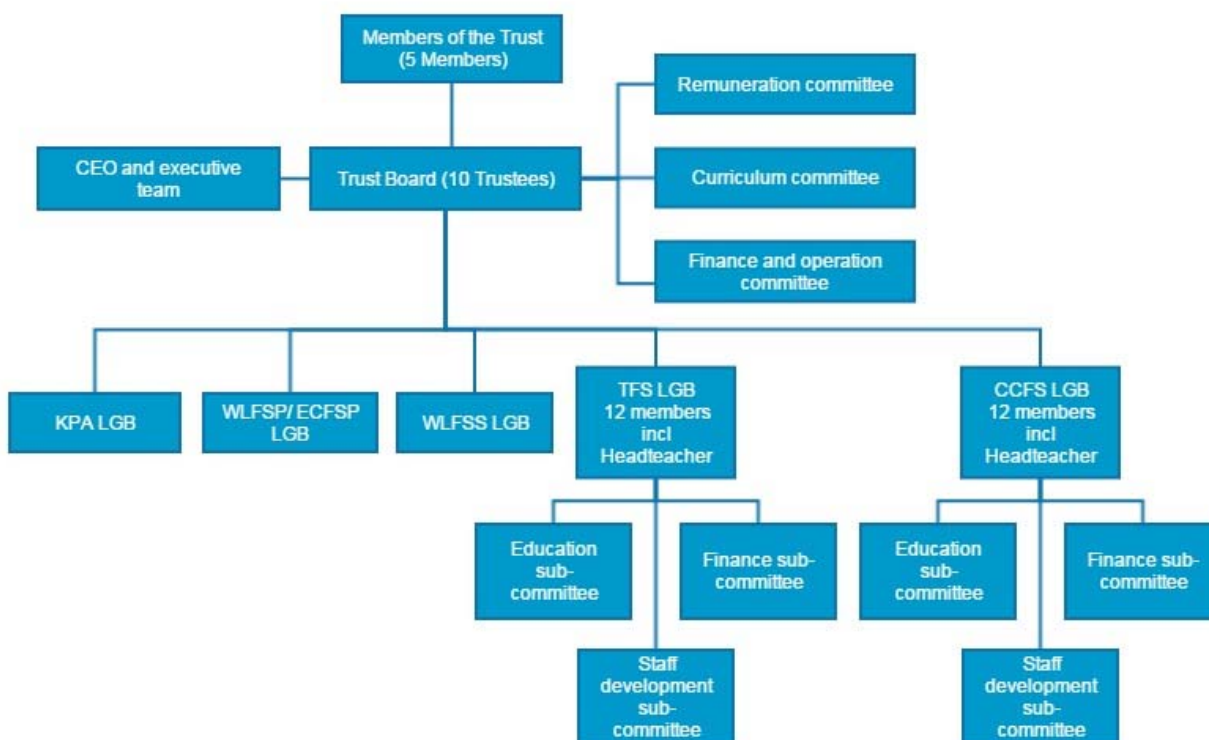 Members of the Trust
(5 Members)
Remuneration committee
CEO and executive
team
Trust Board (10 Trustees)
Curriculum committee
Finance and operation
committee
KPA LGB
WLFSP/ ECFSP
LGB
WLFSS LGB
TFS LGB
12 members
incl
Headteacher
CCFS LGB
12 members
incl
Headteacher
Education
sub-
committee
Finance sub-
committee
Education
sub-
committee
Finance sub-
committee
Staff
development
sub-
committee
Staff
development
sub-
committee